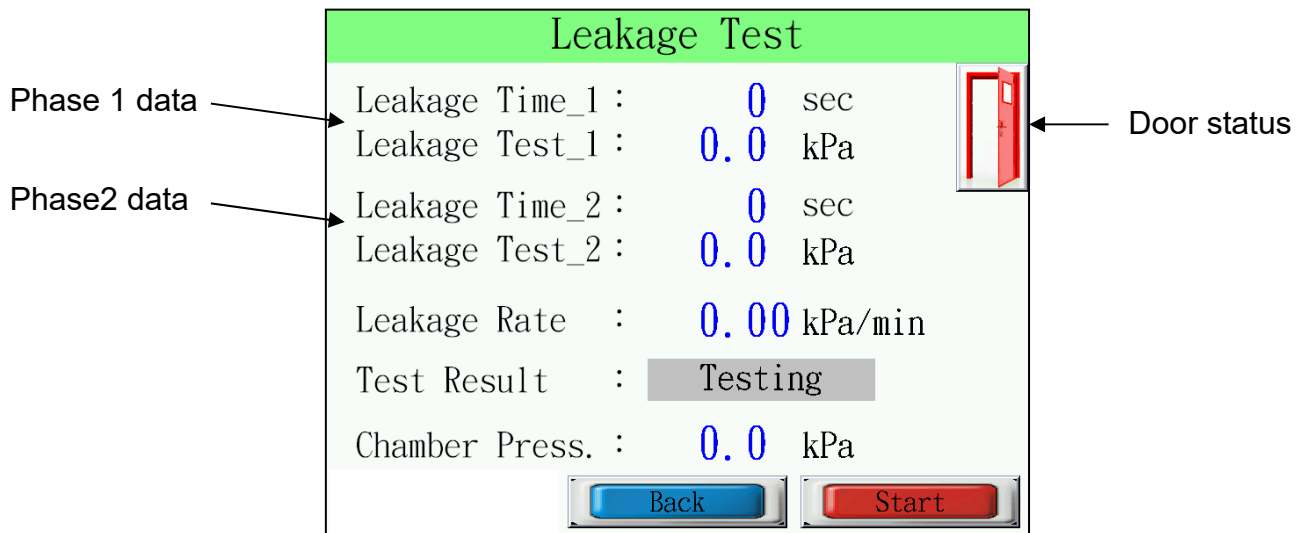 Leakage Test
Phase 1 data
Leakage Time_1 : 0 sec
Leakage Test_1 : 0.0 kPa
Door status
Phase2 data
Leakage Time_2 : 0 sec
Leakage Test_2 : 0.0 kPa
Leakage Rate : 0.00 kPa/min
Test Result : Testing
Chamber Press. : 0.0 kPa
Back Start